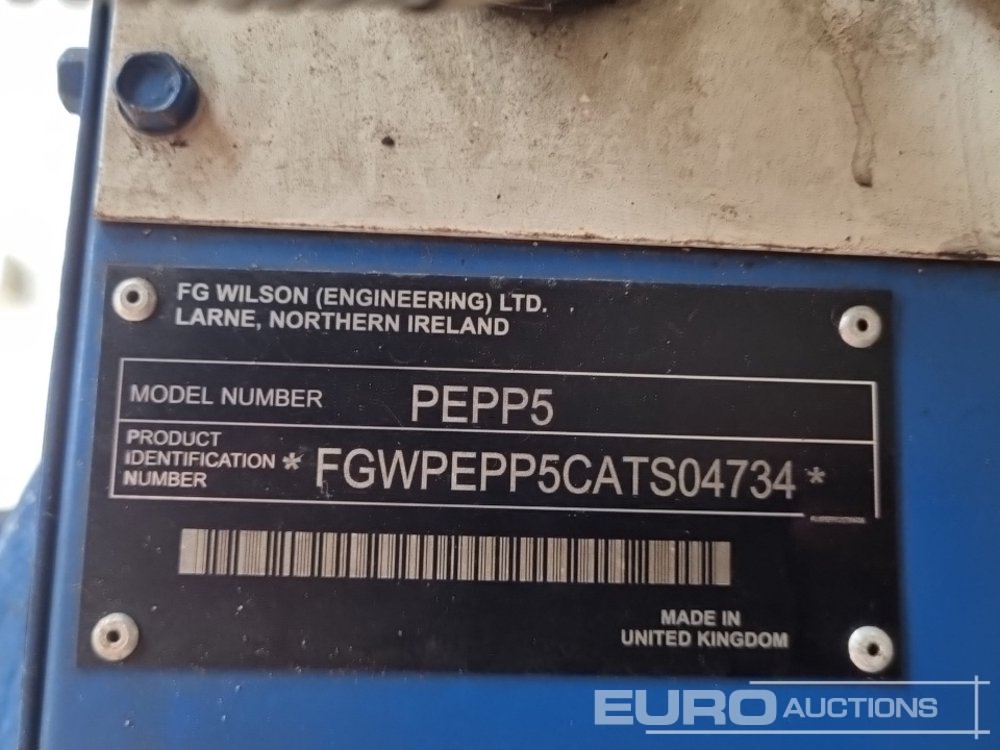 FG WILSON (ENGINEERING) LTD.
LARNE, NORTHERN IRELAND
MODEL NUMBER PEPP5
PRODUCT
IDENTIFICATION * FGWPEPP5CATS04734 *
NUMBER
MADE IN
UNITED KINGDOM
EURO AUCTIONS